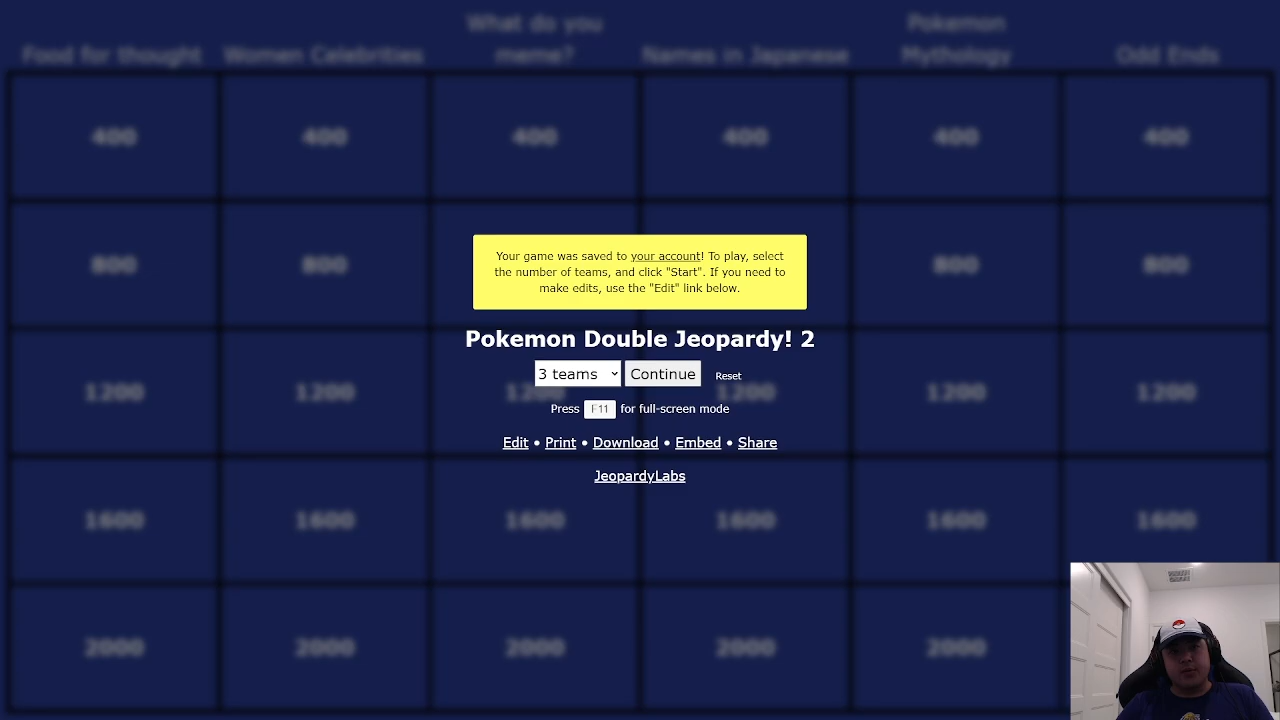 What do you
Pokemon
Food for thought
Women Celebrities
meme?
Names in Japanese
Mythology
Odd Ends
400
400
400
400
400
400
800
800
800
800
Your game was saved to your account! To play, select
the number of teams, and click "Start". If you need to
make edits, use the "Edit" link below.
Pokemon Double Jeopardy! 2
3 teams
Continue
Reset
Press F11 for full-screen mode
1200
1200
1200
1200
1200
1200
Edit • Print • Download • Embed • Share
JeopardyLabs
1600
1600
1600
1600
1600
1600
2000
2000
2000
2000
2000